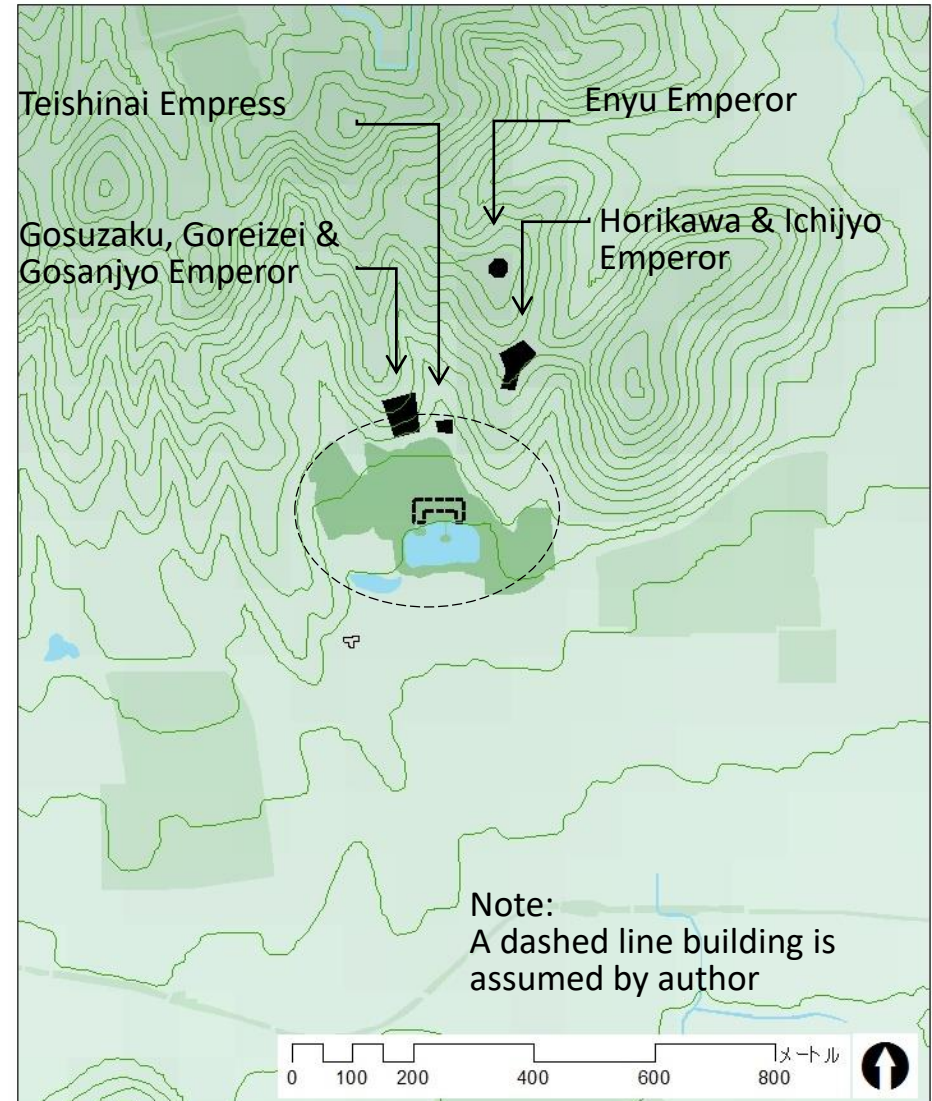 Teishinai Empress
Enyu Emperor
Gosuzaku, Goreizei &
Gosanjyo Emperor
Horikawa & Ichijyo
Emperor
Note:
A dashed line building is
assumed by author
メートル
0 100 200 400 600 800